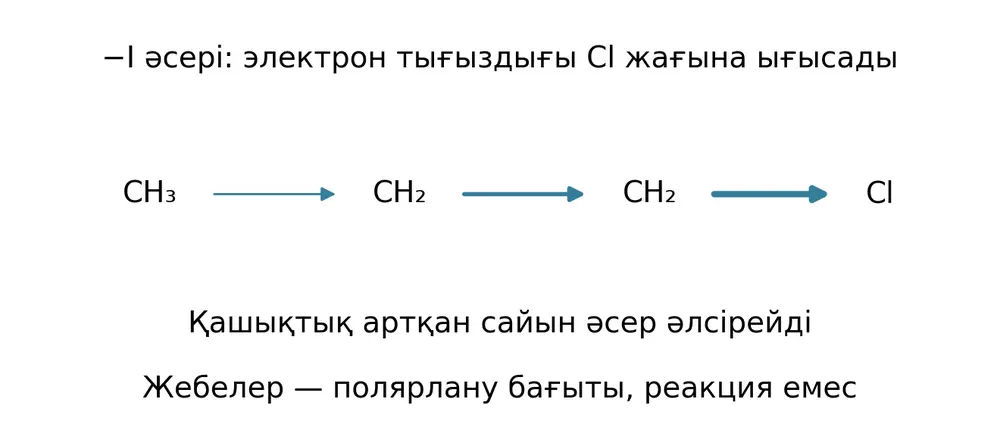 −I әсері: электрон тығыздығы Cl жағына ығысады
CH₃ CH₂ CH₂ Cl
Қашықтық артқан сайын әсер әлсірейді
Жебелер — полярлану бағыты, реакция емес